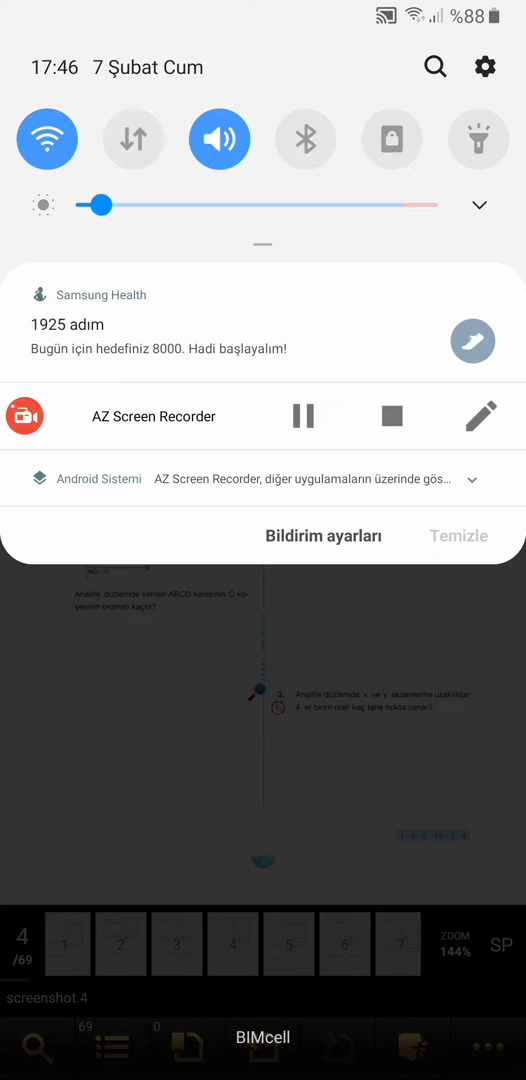 %88
17:46 7 Şubat Cum
Samsung Health
1925 adım
Bugün için hedefiniz 8000. Hadi başlayalım!
AZ Screen Recorder
Android Sistemi AZ Screen Recorder, diğer uygulamaların üzerinde gös...
Bildirim ayarları Temizle
Analitik düzlemde verilen ABCD karesinin C kö-
şesinin ordinatı kaçtır?
3. Analitik düzlemde x ve y eksenlerine uzaklıkları
4 er birim olan kaç tane nokta vardır?
4
/69
1 2 3 4 5 6 7
ZOOM
144%
SP
screenshot.4
69 0
BIMcell